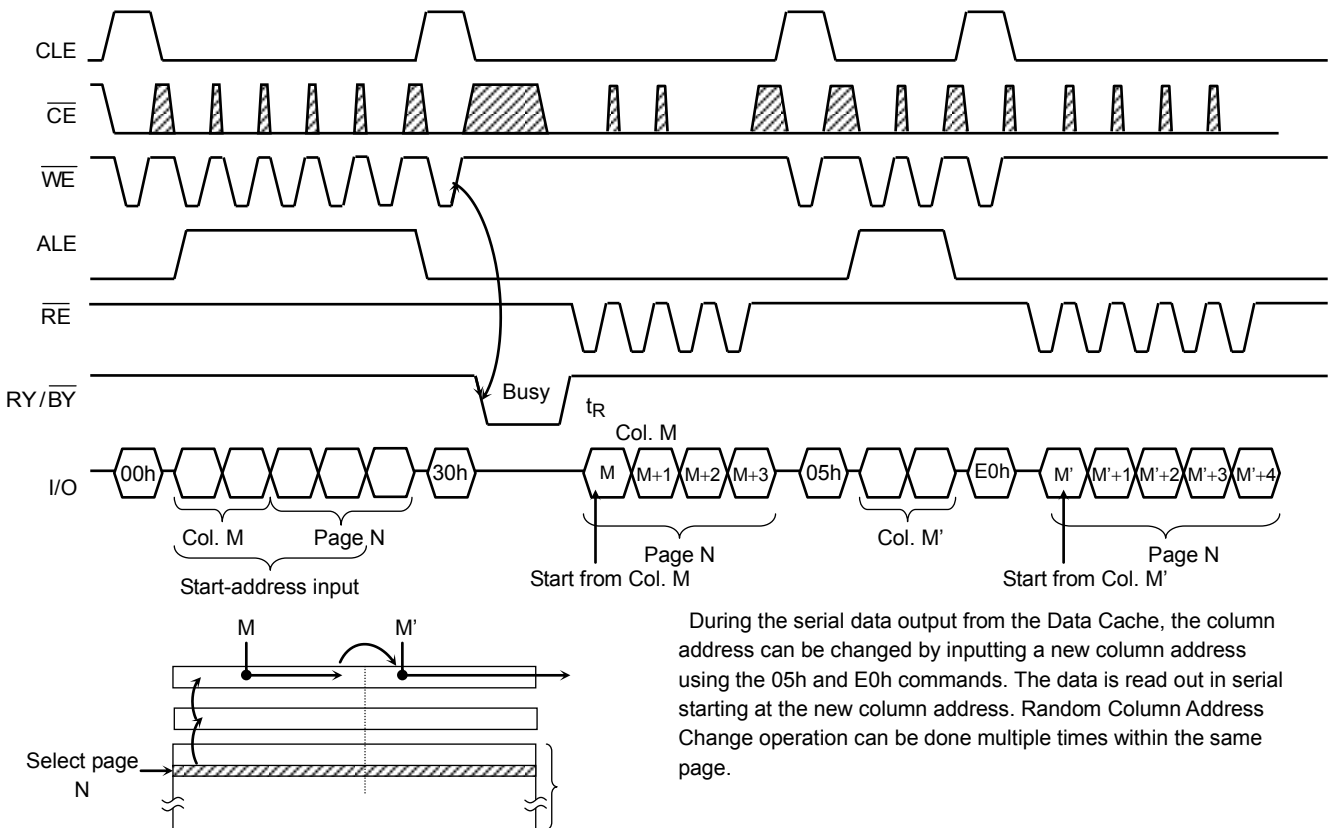 CLE
CE
WE
ALE
RE
RY/BY
Busy
tR
Col. M
I/O
00h
30h
M
M+1
M+2
M+3
05h
E0h
M'
M'+1
M'+2
M'+3
M'+4
Col. M
Page N
Start-address input
Page N
Start from Col. M
Col. M'
Page N
Start from Col. M'
M
M'
Select page
N
During the serial data output from the Data Cache, the column
address can be changed by inputting a new column address
using the 05h and E0h commands. The data is read out in serial
starting at the new column address. Random Column Address
Change operation can be done multiple times within the same
page.